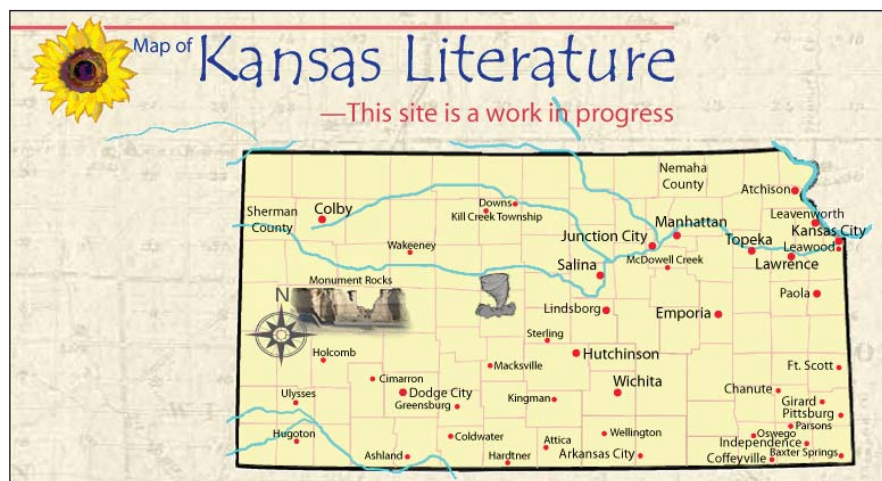 Map of
Kansas Literature
—This site is a work in progress
Nemaha
County
Atchison
Downs
Kill Creek Township
Sherman
County
Colby
Leavenworth
Manhattan
Kansas City
Junction City
Topeka
Leawood
Wakeeney
McDowell Creek
Lawrence
Salina
Monument Rocks
N
Paola
Lindsborg
Emporia
Sterling
Holcomb
Hutchinson
Macksville
Ft. Scott
Cimarron
Wichita
Chanute
Ulysses
Dodge City
Greensburg
Kingman
Girard
Pittsburg
Parsons
Hugoton
Coldwater
Attica
Wellington
Oswego
Independence
Ashland
Hardtner
Arkansas City
Coffeyville
Baxter Springs